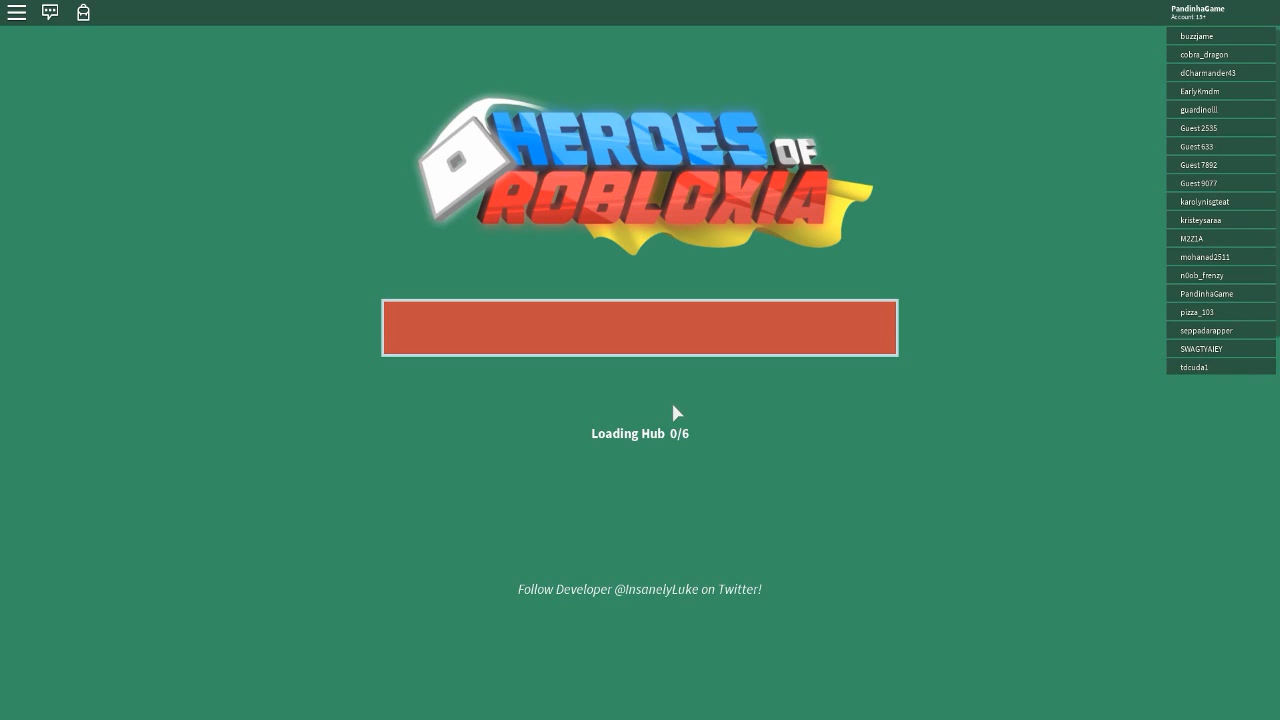 PandinhaGame
Account: 13+
buzzjame
cobra_dragon
dCharmander43
EarlyKmdm
guardinolll
Guest 2535
Guest 633
Guest 7892
Guest 9077
karolynisgteat
kristeysaraa
M2Z1A
mohanad2511
n0ob_frenzy
PandinhaGame
pizza_103
seppadarapper
SWAGTYAIEY
tdcuda1
HEROES OF
ROBLOXIA
Loading Hub 0/6
Follow Developer @InsanelyLuke on Twitter!